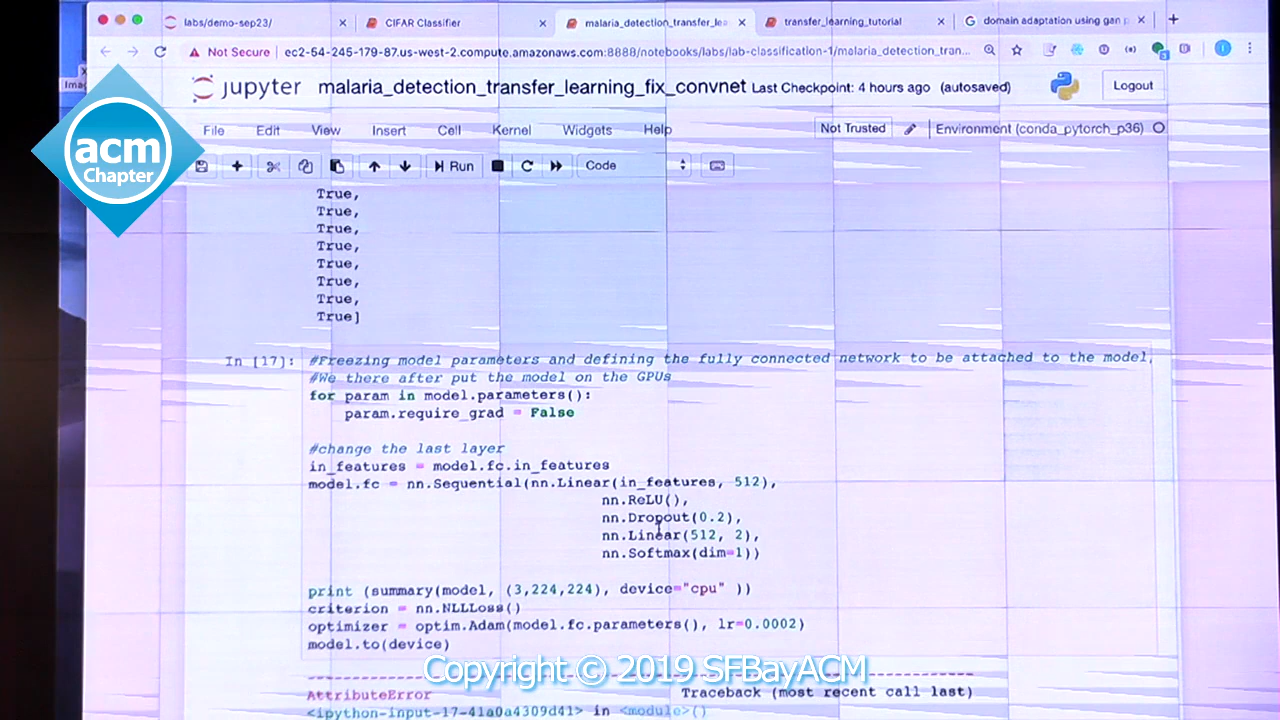 labs/demo-sep23/
CIFAR Classifier
malaria_detection_transfer_lea
transfer_learning_tutorial
domain adaptation using gan p
Not Secure
ec2-54-245-179-87.us-west-2.compute.amazonaws.com:8888/notebooks/labs/lab-classification-1/malaria_detection_tran...
Imag
jupyter
malaria_detection_transfer_learning_fix_convnet Last Checkpoint: 4 hours ago (autosaved)
Logout
acm
Chapter
File Edit View Insert Cell Kernel Widgets Help
Not Trusted
Environment (conda_pytorch_p36)
Run
Code
True,
True,
True,
True,
True,
True,
True,
True]
In [17]:
#Freezing model parameters and defining the fully connected network to be attached to the model,
#We there after put the model on the GPUs
for param in model.parameters():
param.require_grad = False
#change the last layer
in_features = model.fc.in_features
model.fc = nn.Sequential(nn.Linear(in_features, 512),
nn.ReLU(),
nn.Dropout(0.2),
nn.Linear(512, 2),
nn.Softmax(dim=1))
print (summary(model, (3,224,224), device="cpu" ))
criterion = nn.NLLLoss()
optimizer = optim.Adam(model.fc.parameters(), lr=0.0002)
model.to(device)
Copyright © 2019 SFBayACM
AttributeError Traceback (most recent call last)
<ipython-input-17-41a0a4309d41> in <module>()